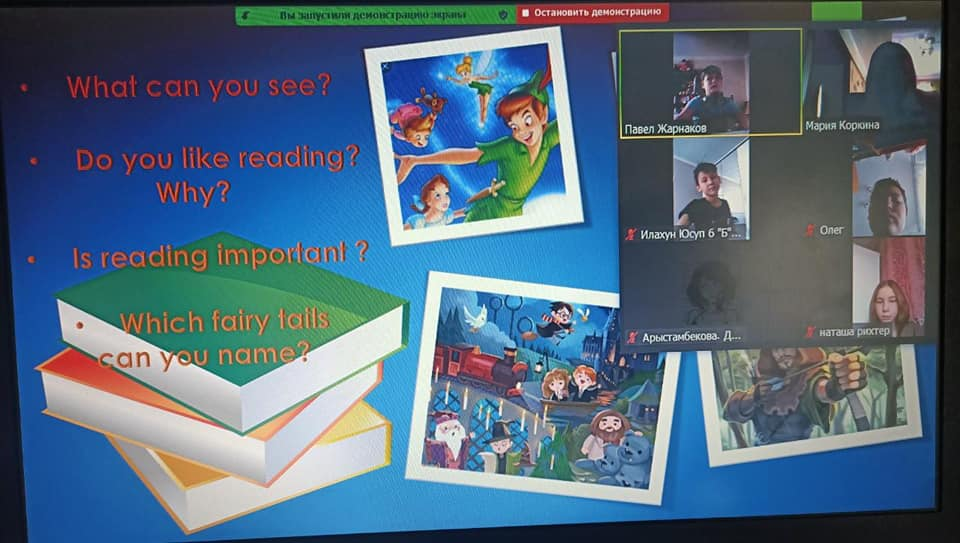 Вы запустили демонстрацию экрана
Остановить демонстрацию
• What can you see?
• Do you like reading?
Why?
• Is reading important ?
• Which fairy tails
can you name?
Павел Жарнаков
Мария Коркина
Илахун Юсуп 6 "Б"...
Олег
Арыстамбекова. Д...
наташа рихтер